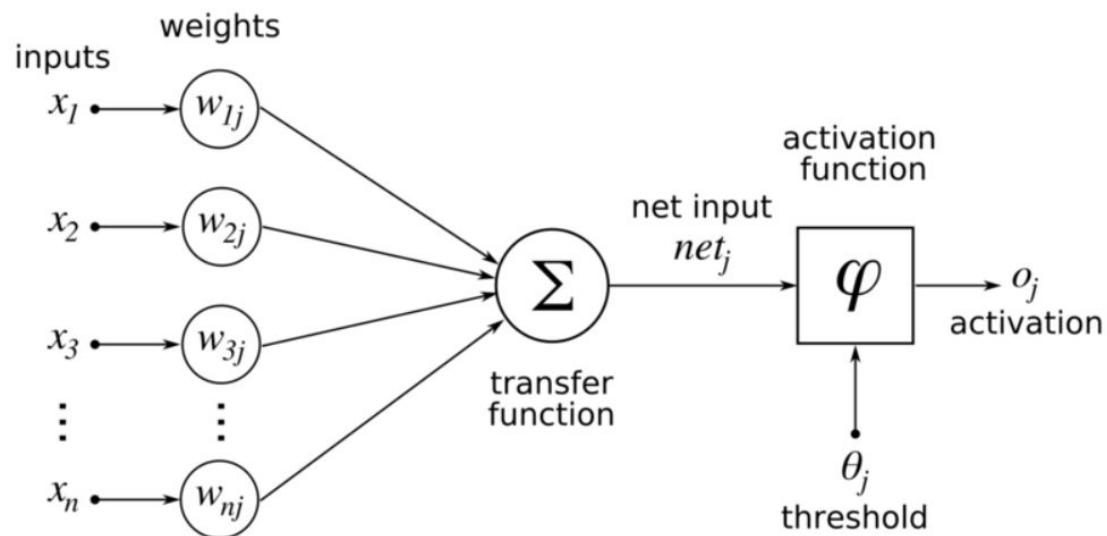 weights
inputs
x₁
w₁ⱼ
x₂
w₂ⱼ
x₃
w₃ⱼ
⋮
⋮
xₙ
wₙⱼ
Σ
transfer
function
net input
netⱼ
activation
function
φ
oⱼ
activation
θⱼ
threshold